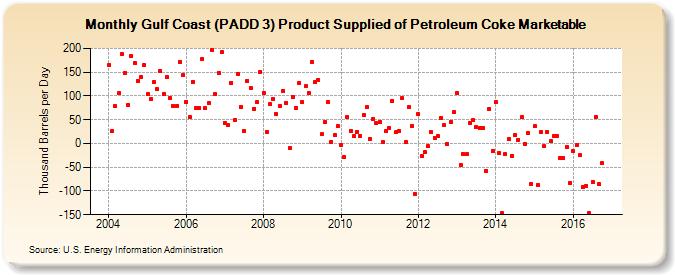 Monthly Gulf Coast (PADD 3) Product Supplied of Petroleum Coke Marketable
Thousand Barrels per Day
200
150
100
50
0
-50
-100
-150
2004 2006 2008 2010 2012 2014 2016
Source: U.S. Energy Information Administration